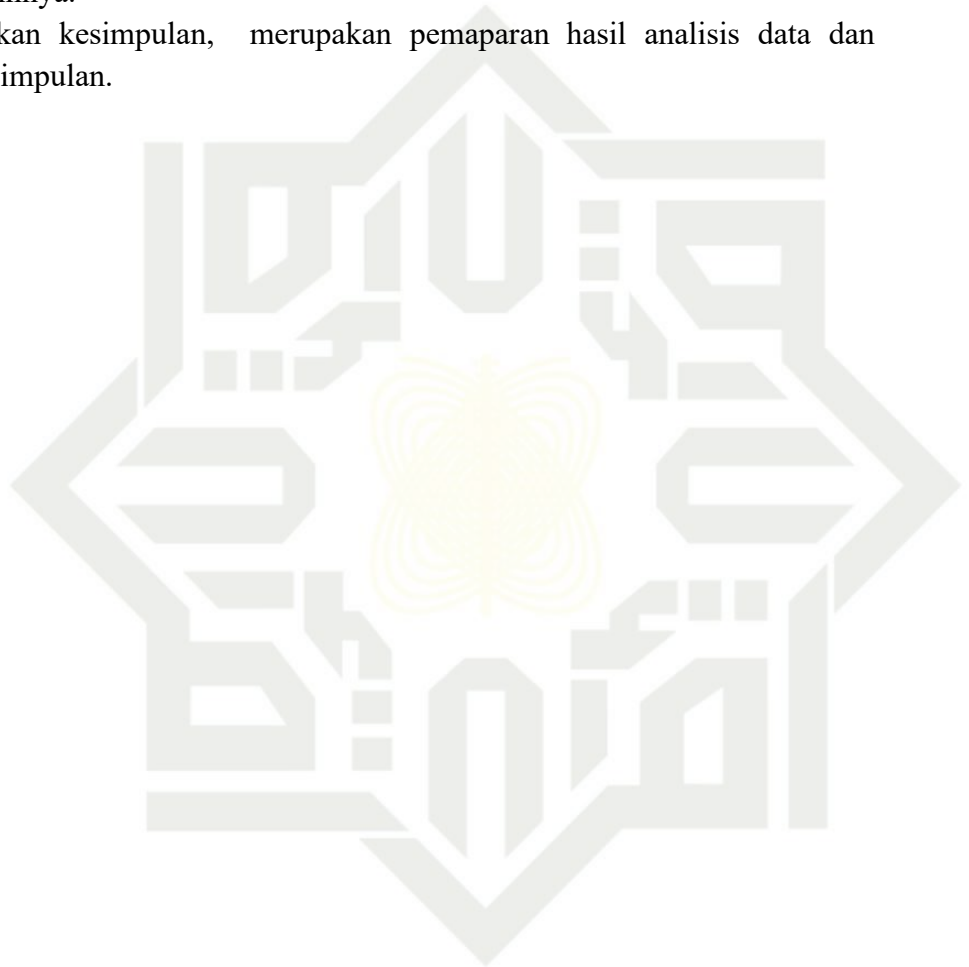 kan kesimpulan, merupakan pemaparan hasil analisis data dan
impulan.